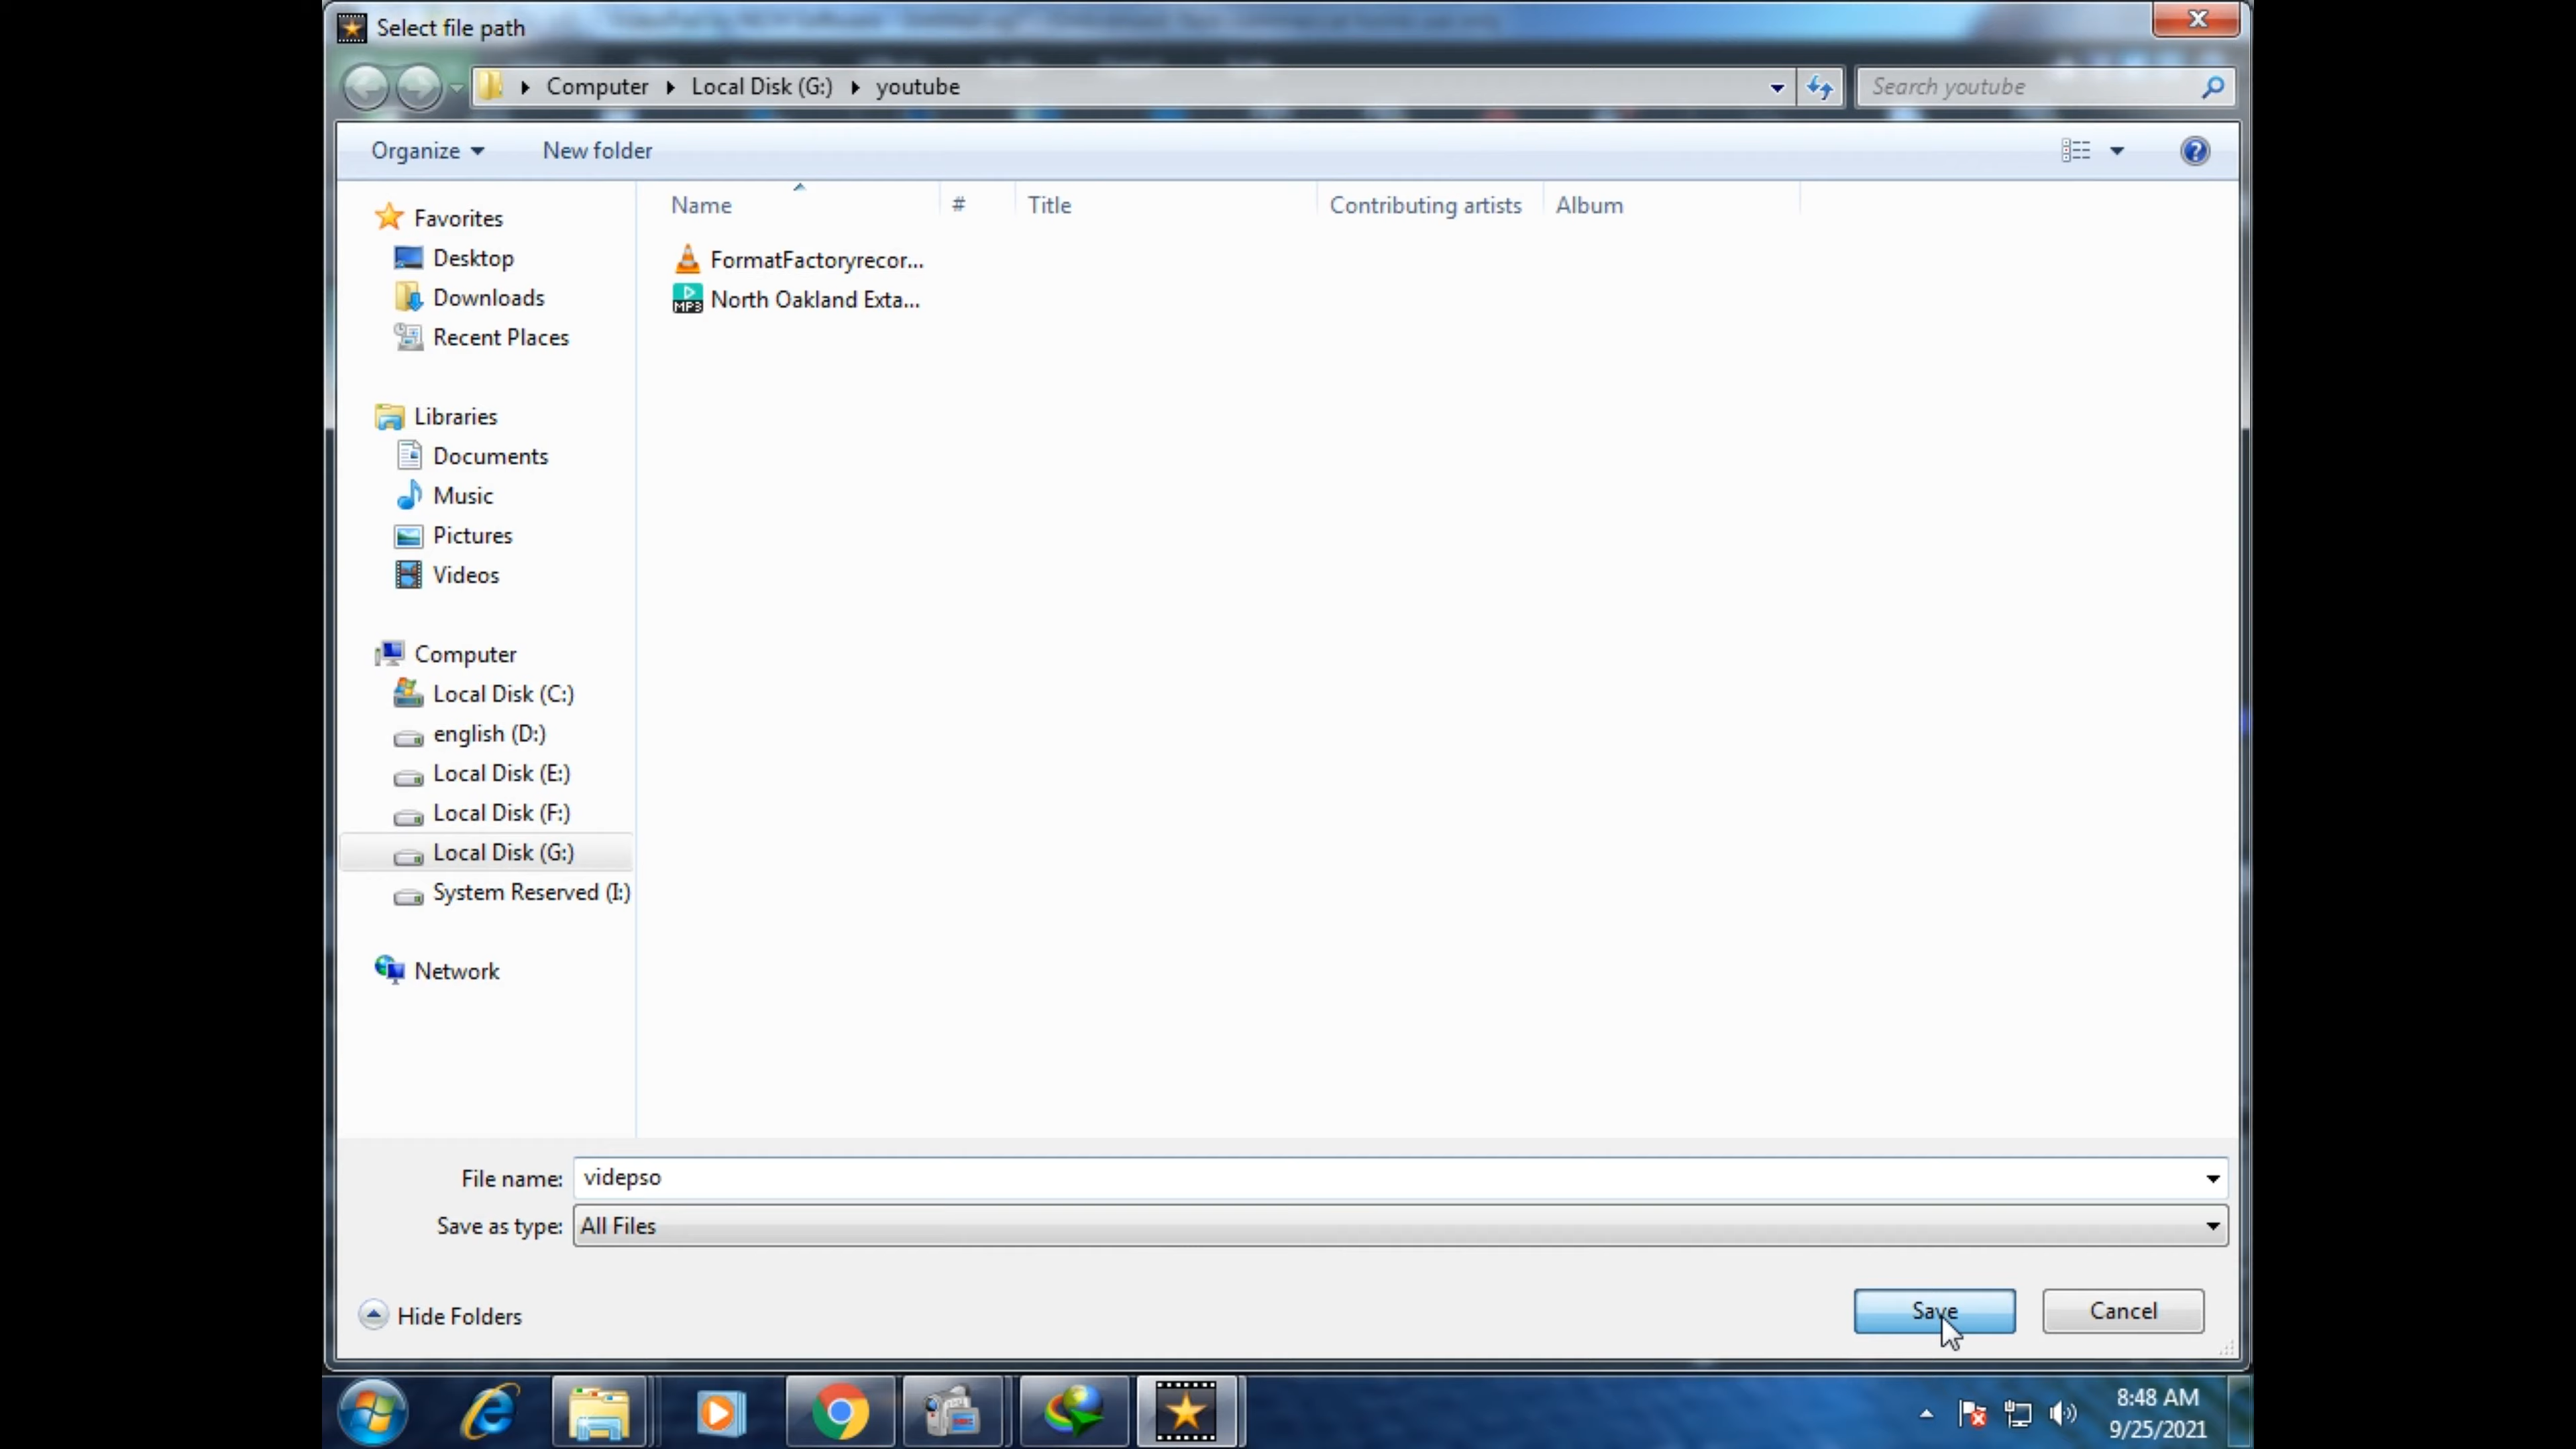 Select file path
Computer Local Disk (G:) youtube
Search youtube
Organize New folder
Name # Title Contributing artists Album
FormatFactoryrecor...
MP3 North Oakland Exta...
Favorites
Desktop
Downloads
Recent Places
Libraries
Documents
Music
Pictures
Videos
Computer
Local Disk (C:)
english (D:)
Local Disk (E:)
Local Disk (F:)
Local Disk (G:)
System Reserved (I:)
Network
File name: videpso
Save as type: All Files
Hide Folders
Save Cancel
8:48 AM
9/25/2021